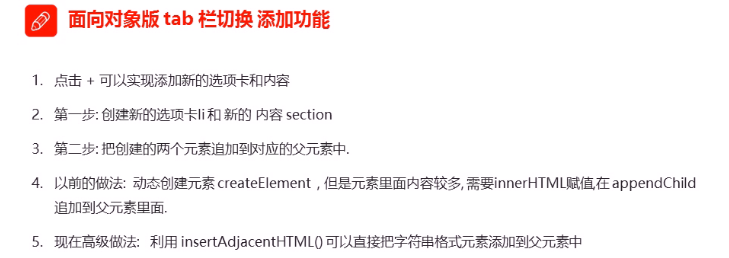 面向对象版 tab 栏切换 添加功能
1. 点击 + 可以实现添加新的选项卡和内容
2. 第一步: 创建新的选项卡li 和 新的 内容 section
3. 第二步: 把创建的两个元素追加到对应的父元素中.
4. 以前的做法: 动态创建元素 createElement , 但是元素里面内容较多, 需要innerHTML赋值,在 appendChild
追加到父元素里面.
5. 现在高级做法: 利用 insertAdjacentHTML() 可以直接把字符串格式元素添加到父元素中